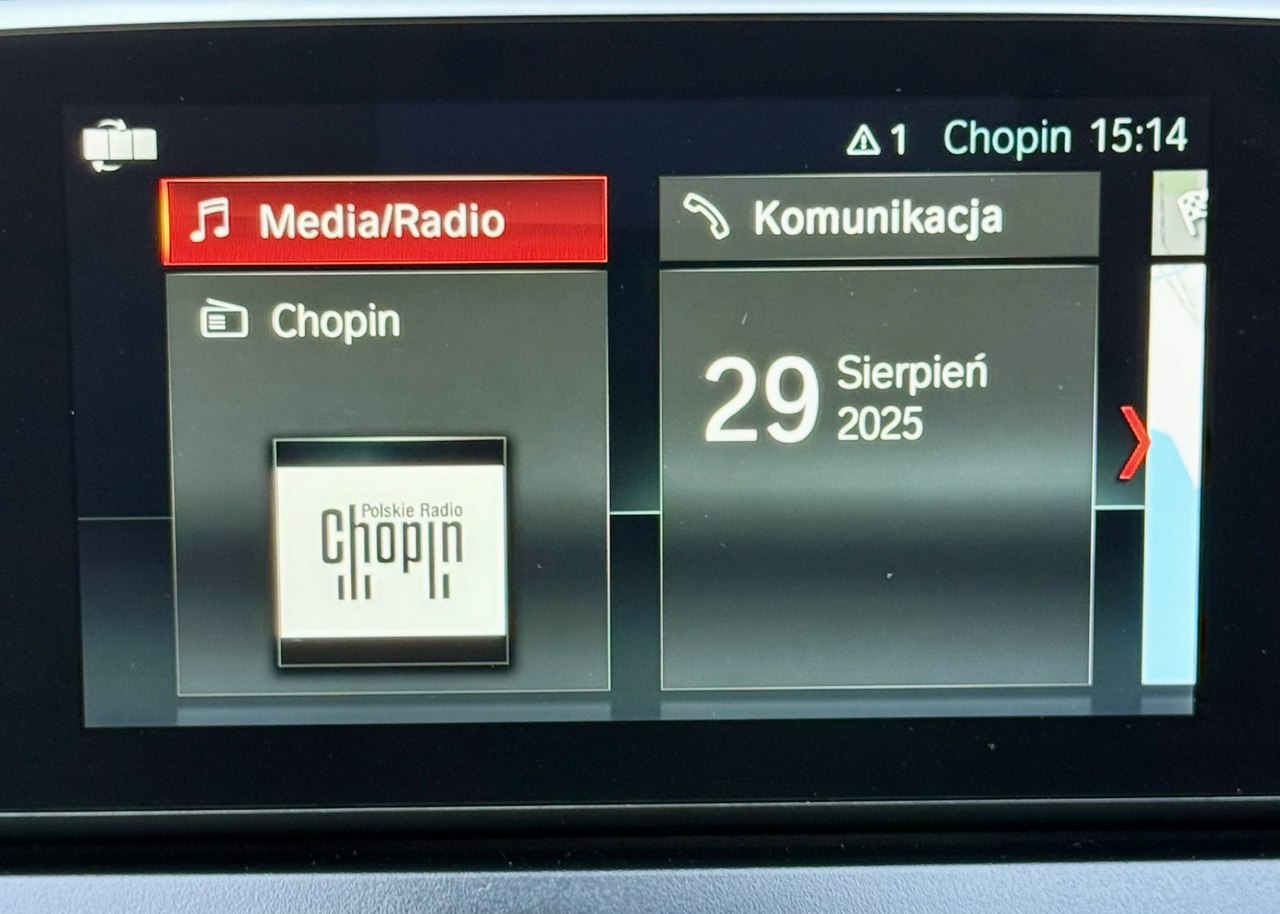 1 Chopin 15:14
Media/Radio
Chopin
Polskie Radio
Chopin
Komunikacja
29 Sierpień
2025